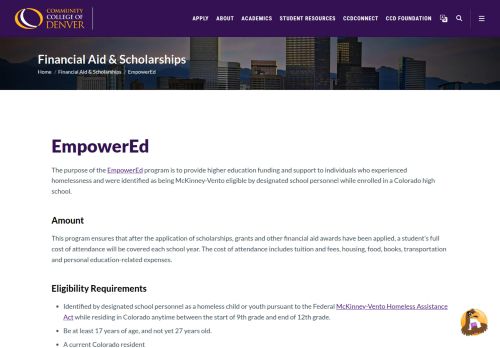 COMMUNITY
COLLEGE OF
DENVER
APPLY ABOUT ACADEMICS STUDENT RESOURCES CCDCONNECT CCD FOUNDATION
Financial Aid & Scholarships
Home / Financial Aid & Scholarships / EmpowerEd
EmpowerEd
The purpose of the EmpowerEd program is to provide higher education funding and support to individuals who experienced
homelessness and were identified as being McKinney-Vento eligible by designated school personnel while enrolled in a Colorado high
school.
Amount
This program ensures that after the application of scholarships, grants and other financial aid awards have been applied, a student's full
cost of attendance will be covered each school year. The cost of attendance includes tuition and fees, housing, food, books, transportation
and personal education-related expenses.
Eligibility Requirements
• Identified by designated school personnel as a homeless child or youth pursuant to the Federal McKinney-Vento Homeless Assistance
Act while residing in Colorado anytime between the start of 9th grade and end of 12th grade.
• Be at least 17 years of age, and not yet 27 years old.
• A current Colorado resident